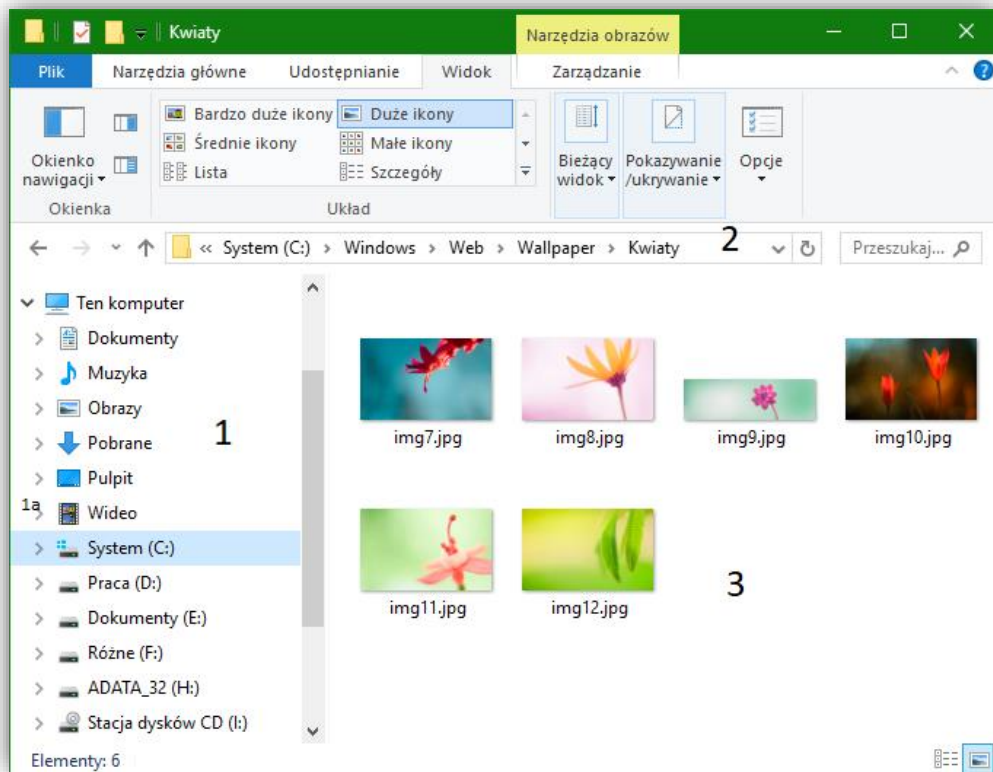 Kwiaty
Narzędzia obrazów
Plik Narzędzia główne Udostępnianie Widok Zarządzanie
Okienko nawigacji
Bardzo duże ikony Duże ikony
Średnie ikony Małe ikony
Lista Szczegóły
Bieżący widok
Pokazywanie /ukrywanie
Opcje
Okienka Układ
« System (C:) > Windows > Web > Wallpaper > Kwiaty 2
Przeszukaj...
Ten komputer
Dokumenty
Muzyka
Obrazy
1
Pobrane
Pulpit
1a
Wideo
System (C:)
Praca (D:)
Dokumenty (E:)
Różne (F:)
ADATA_32 (H:)
Stacja dysków CD (I:)
img7.jpg img8.jpg img9.jpg img10.jpg
img11.jpg img12.jpg
3
Elementy: 6